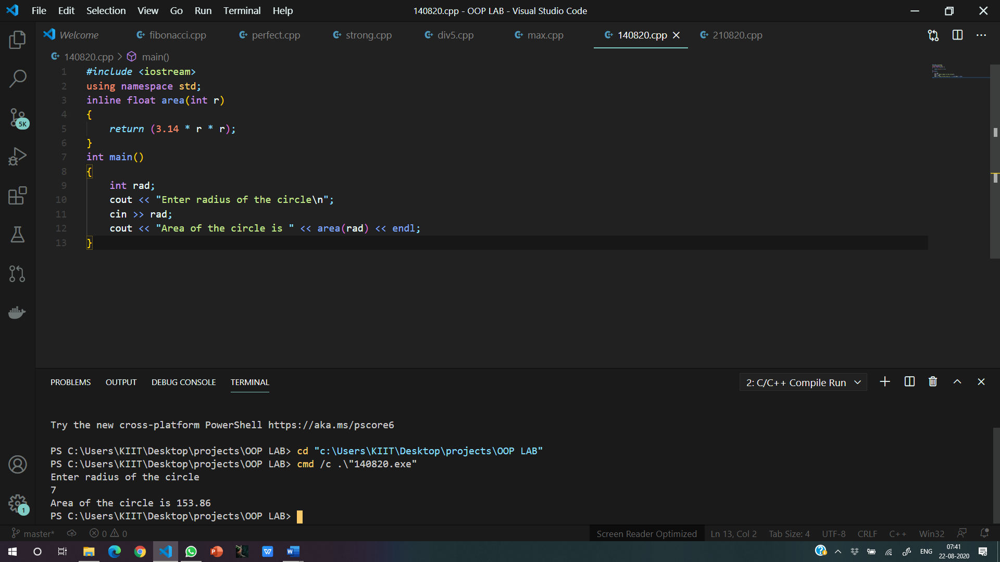 File Edit Selection View Go Run Terminal Help 140820.cpp - OOP LAB - Visual Studio Code
Welcome fibonacci.cpp perfect.cpp strong.cpp div5.cpp max.cpp 140820.cpp 210820.cpp
140820.cpp > main()
1 #include <iostream>
2 using namespace std;
3 inline float area(int r)
4 {
5 return (3.14 * r * r);
6 }
7 int main()
8 {
9 int rad;
10 cout << "Enter radius of the circle\n";
11 cin >> rad;
12 cout << "Area of the circle is " << area(rad) << endl;
13 }
5K
PROBLEMS OUTPUT DEBUG CONSOLE TERMINAL 2: C/C++ Compile Run
Try the new cross-platform PowerShell https://aka.ms/pscore6
PS C:\Users\KIIT\Desktop\projects\OOP LAB> cd "c:\Users\KIIT\Desktop\projects\OOP LAB"
PS C:\Users\KIIT\Desktop\projects\OOP LAB> cmd /c .\"140820.exe"
Enter radius of the circle
7
Area of the circle is 153.86
PS C:\Users\KIIT\Desktop\projects\OOP LAB>
1
master* 0 0 Screen Reader Optimized Ln 13, Col 2 Tab Size: 4 UTF-8 CRLF C++ Win32
ENG 07:41
22-08-2020